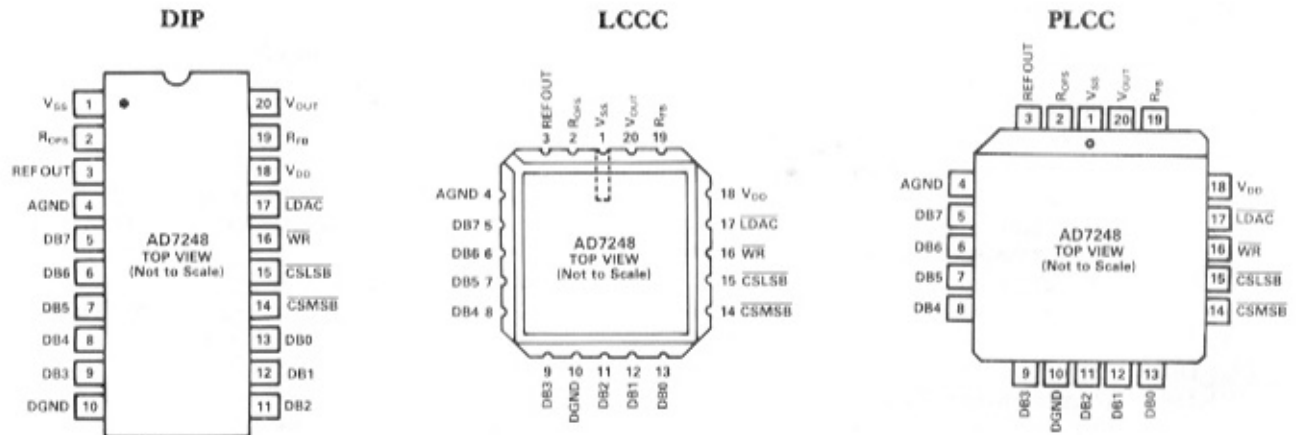 DIP
LCCC
PLCC
VSS 1
ROFS 2
REF OUT 3
AGND 4
DB7 5
DB6 6
DB5 7
DB4 8
DB3 9
DGND 10
20 VOUT
19 RFB
18 VDD
17 LDAC
16 WR
15 CSLSB
14 CSMSB
13 DB0
12 DB1
11 DB2
AD7248
TOP VIEW
(Not to Scale)
3 REF OUT
2 ROFS
1 VSS
20 VOUT
19 RFB
AGND 4
DB7 5
DB6 6
DB5 7
DB4 8
18 VDD
17 LDAC
16 WR
15 CSLSB
14 CSMSB
AD7248
TOP VIEW
(Not to Scale)
9 DB3
10 DGND
11 DB2
12 DB1
13 DB0
3 REF OUT
2 ROFS
1 VSS
20 VOUT
19 RFB
AGND 4
DB7 5
DB6 6
DB5 7
DB4 8
18 VDD
17 LDAC
16 WR
15 CSLSB
14 CSMSB
AD7248
TOP VIEW
(Not to Scale)
9 DB3
10 DGND
11 DB2
12 DB1
13 DB0